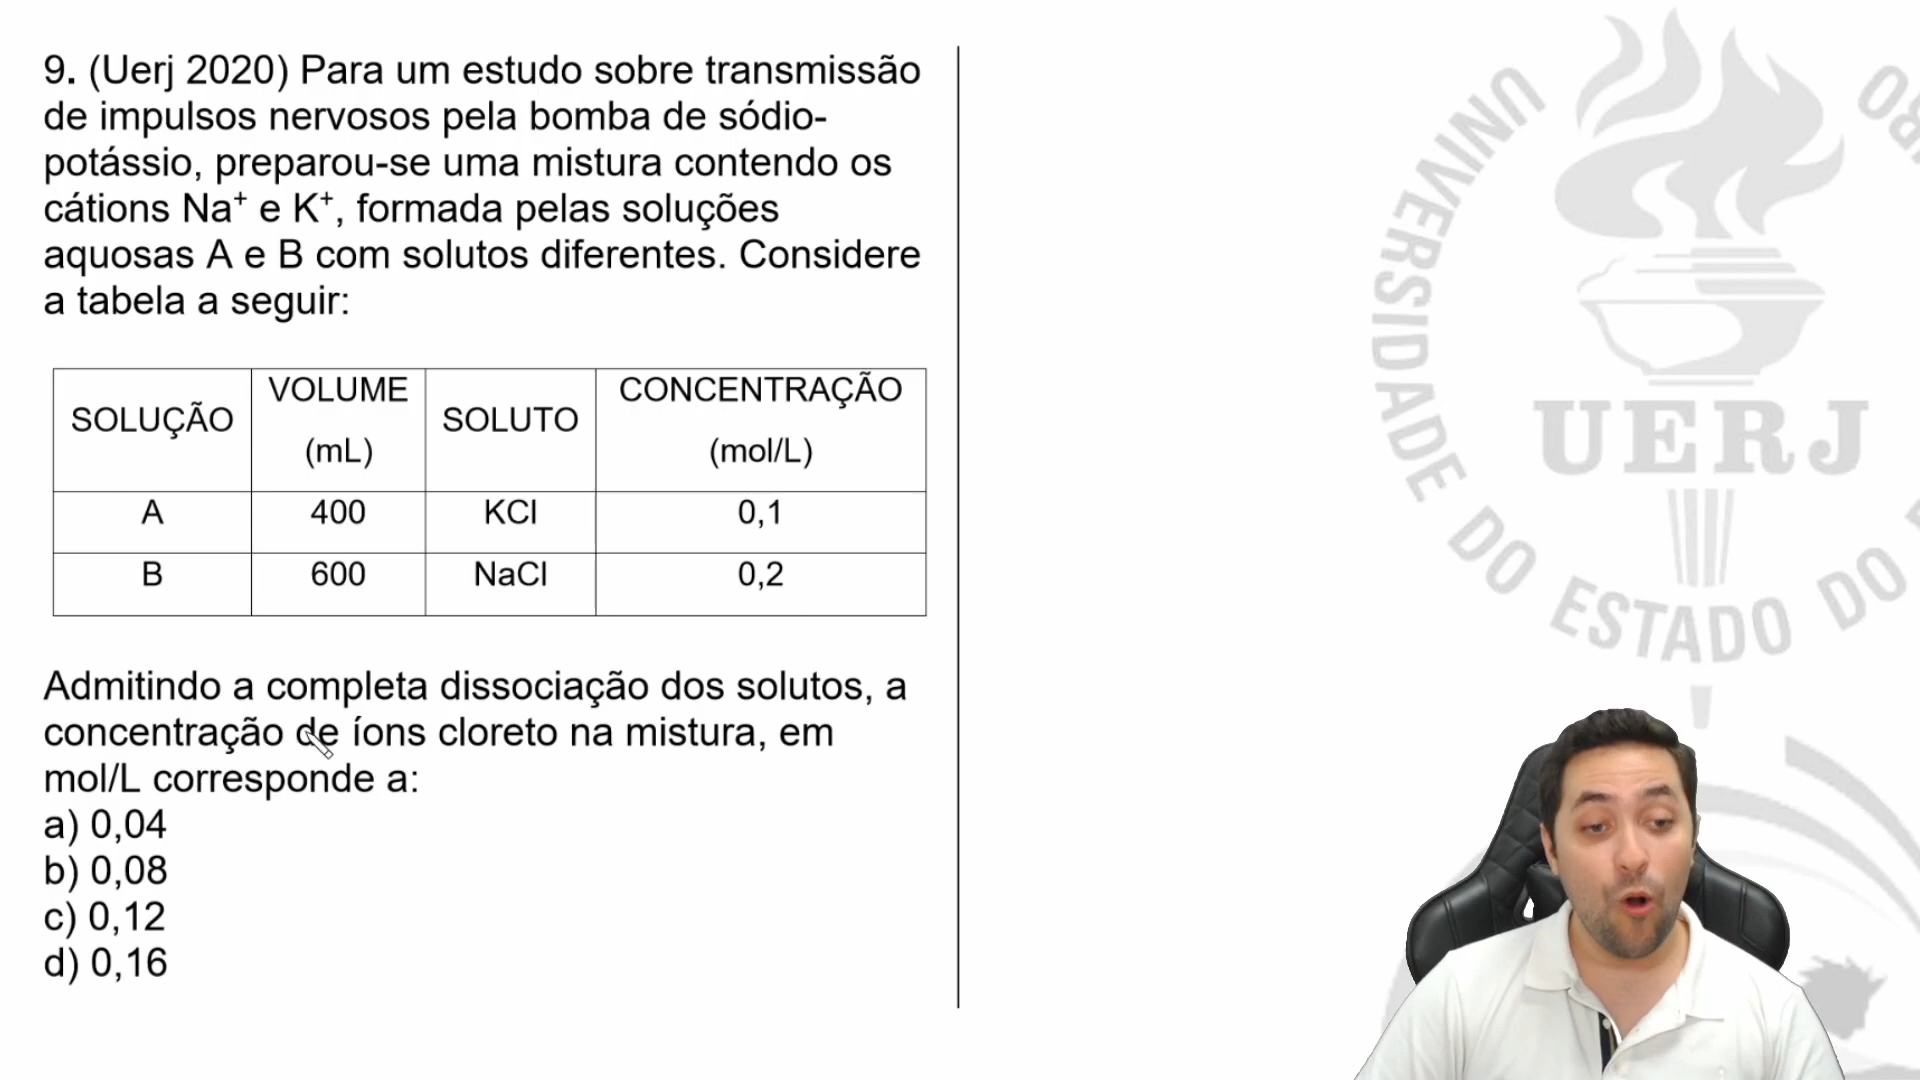 9. (Uerj 2020) Para um estudo sobre transmissão
de impulsos nervosos pela bomba de sódio-
potássio, preparou-se uma mistura contendo os
cátions Na⁺ e K⁺, formada pelas soluções
aquosas A e B com solutos diferentes. Considere
a tabela a seguir:
SOLUÇÃO VOLUME (mL) SOLUTO CONCENTRAÇÃO (mol/L)
A 400 KCl 0,1
B 600 NaCl 0,2
Admitindo a completa dissociação dos solutos, a
concentração de íons cloreto na mistura, em
mol/L corresponde a:
a) 0,04
b) 0,08
c) 0,12
d) 0,16
UNIVERSIDADE DO ESTADO DO
UERJ